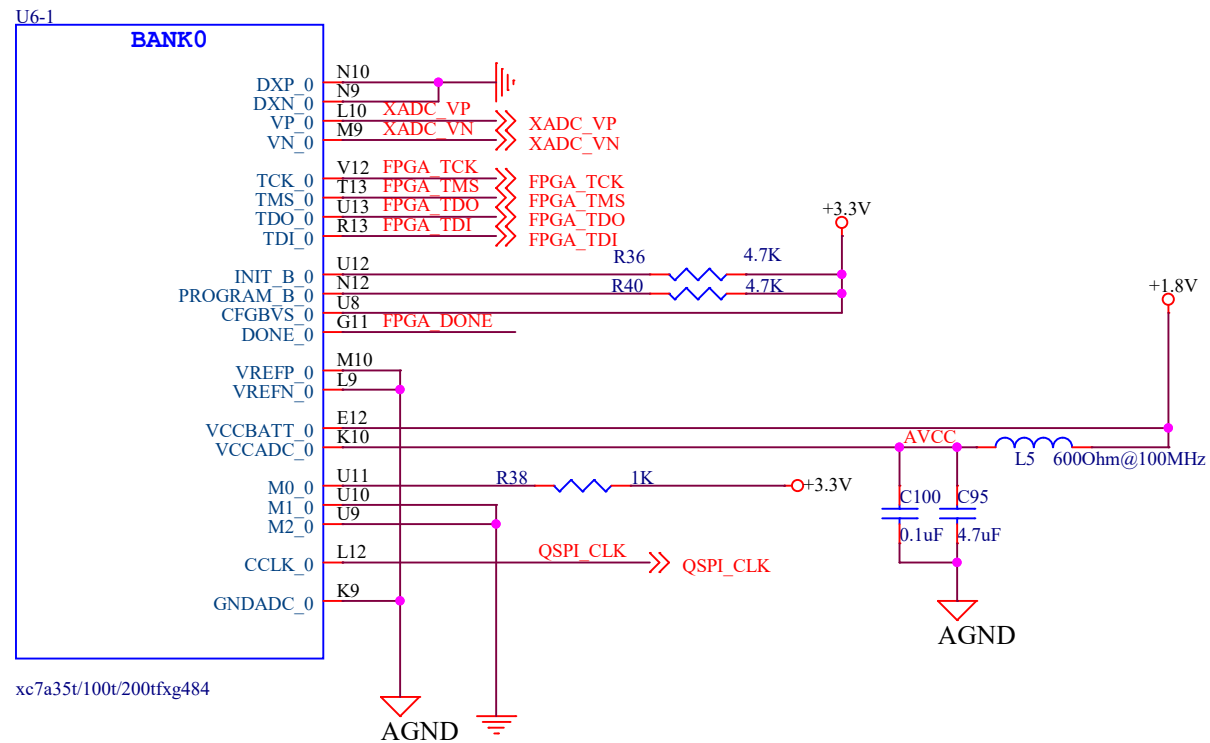 U6-1
BANK0
DXP_0 N10
DXN_0 N9
VP_0 L10 XADC_VP XADC_VP
VN_0 M9 XADC_VN XADC_VN
TCK_0 V12 FPGA_TCK FPGA_TCK
TMS_0 T13 FPGA_TMS FPGA_TMS
TDO_0 U13 FPGA_TDO FPGA_TDO
TDI_0 R13 FPGA_TDI FPGA_TDI
+3.3V
INIT_B_0 U12 R36 4.7K
PROGRAM_B_0 N12 R40 4.7K
CFGBVS_0 U8
+1.8V
DONE_0 G11 FPGA_DONE
VREFP_0 M10
VREFN_0 L9
VCCBATT_0 E12
VCCADC_0 K10 AVCC L5 600Ohm@100MHz
M0_0 U11 R38 1K +3.3V
M1_0 U10 C100 C95
M2_0 U9 0.1uF 4.7uF
CCLK_0 L12 QSPI_CLK QSPI_CLK
GNDADC_0 K9
AGND
xc7a35t/100t/200tfxg484
AGND